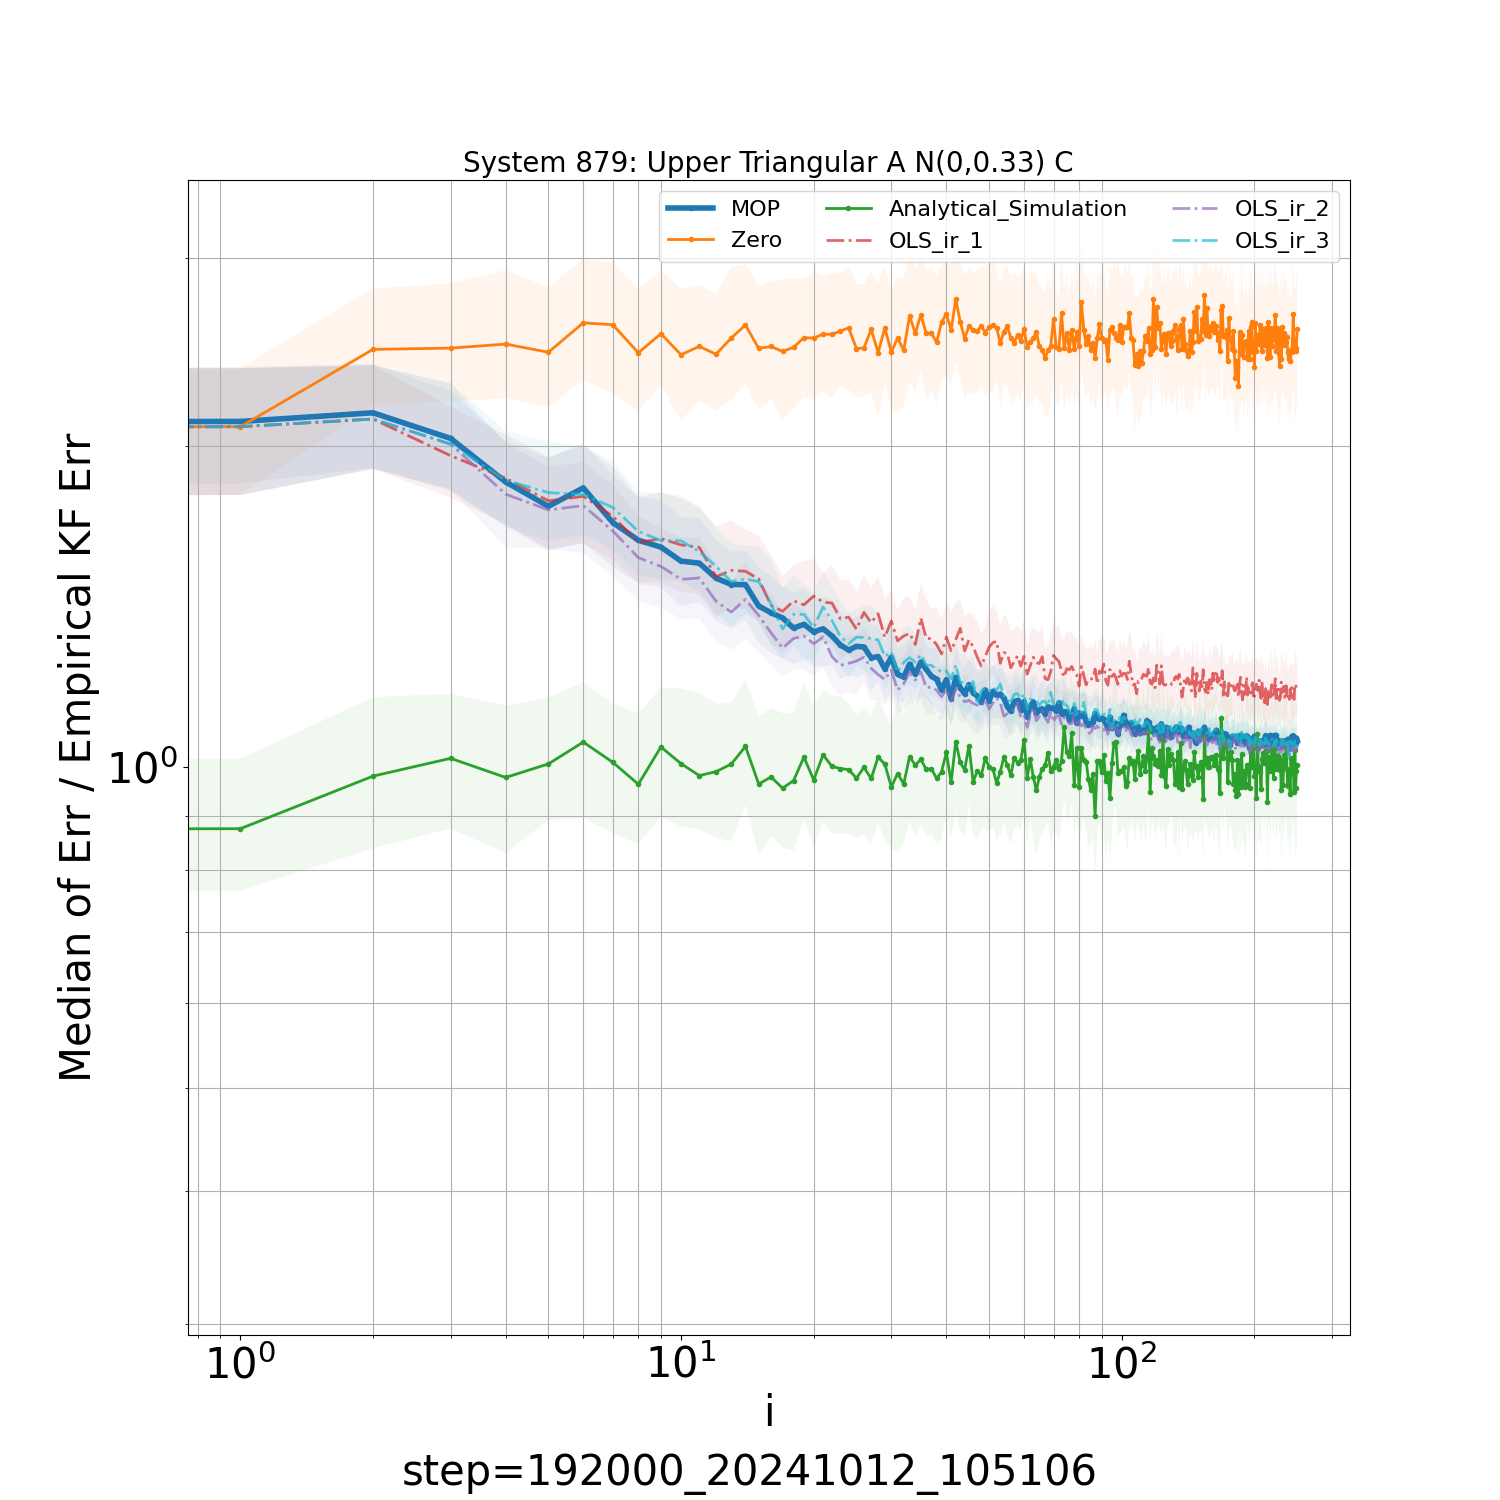 System 879: Upper Triangular A N(0,0.33) C
MOP
Zero
Analytical_Simulation
OLS_ir_1
OLS_ir_2
OLS_ir_3
Median of Err / Empirical KF Err
10⁰
10⁰
10¹
10²
i
step=192000_20241012_105106